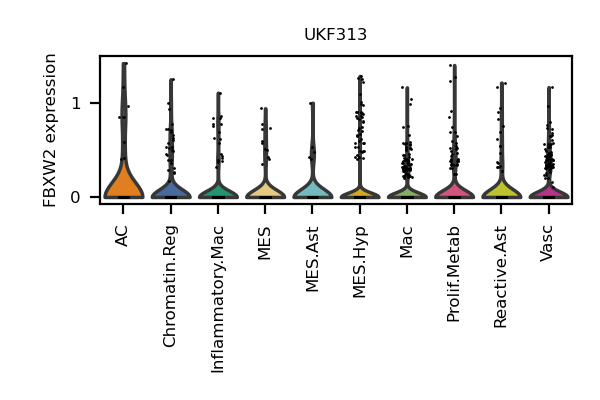 UKF313
FBXW2 expression
1
0
AC
Chromatin.Reg
Inflammatory.Mac
MES
MES.Ast
MES.Hyp
Mac
Prolif.Metab
Reactive.Ast
Vasc